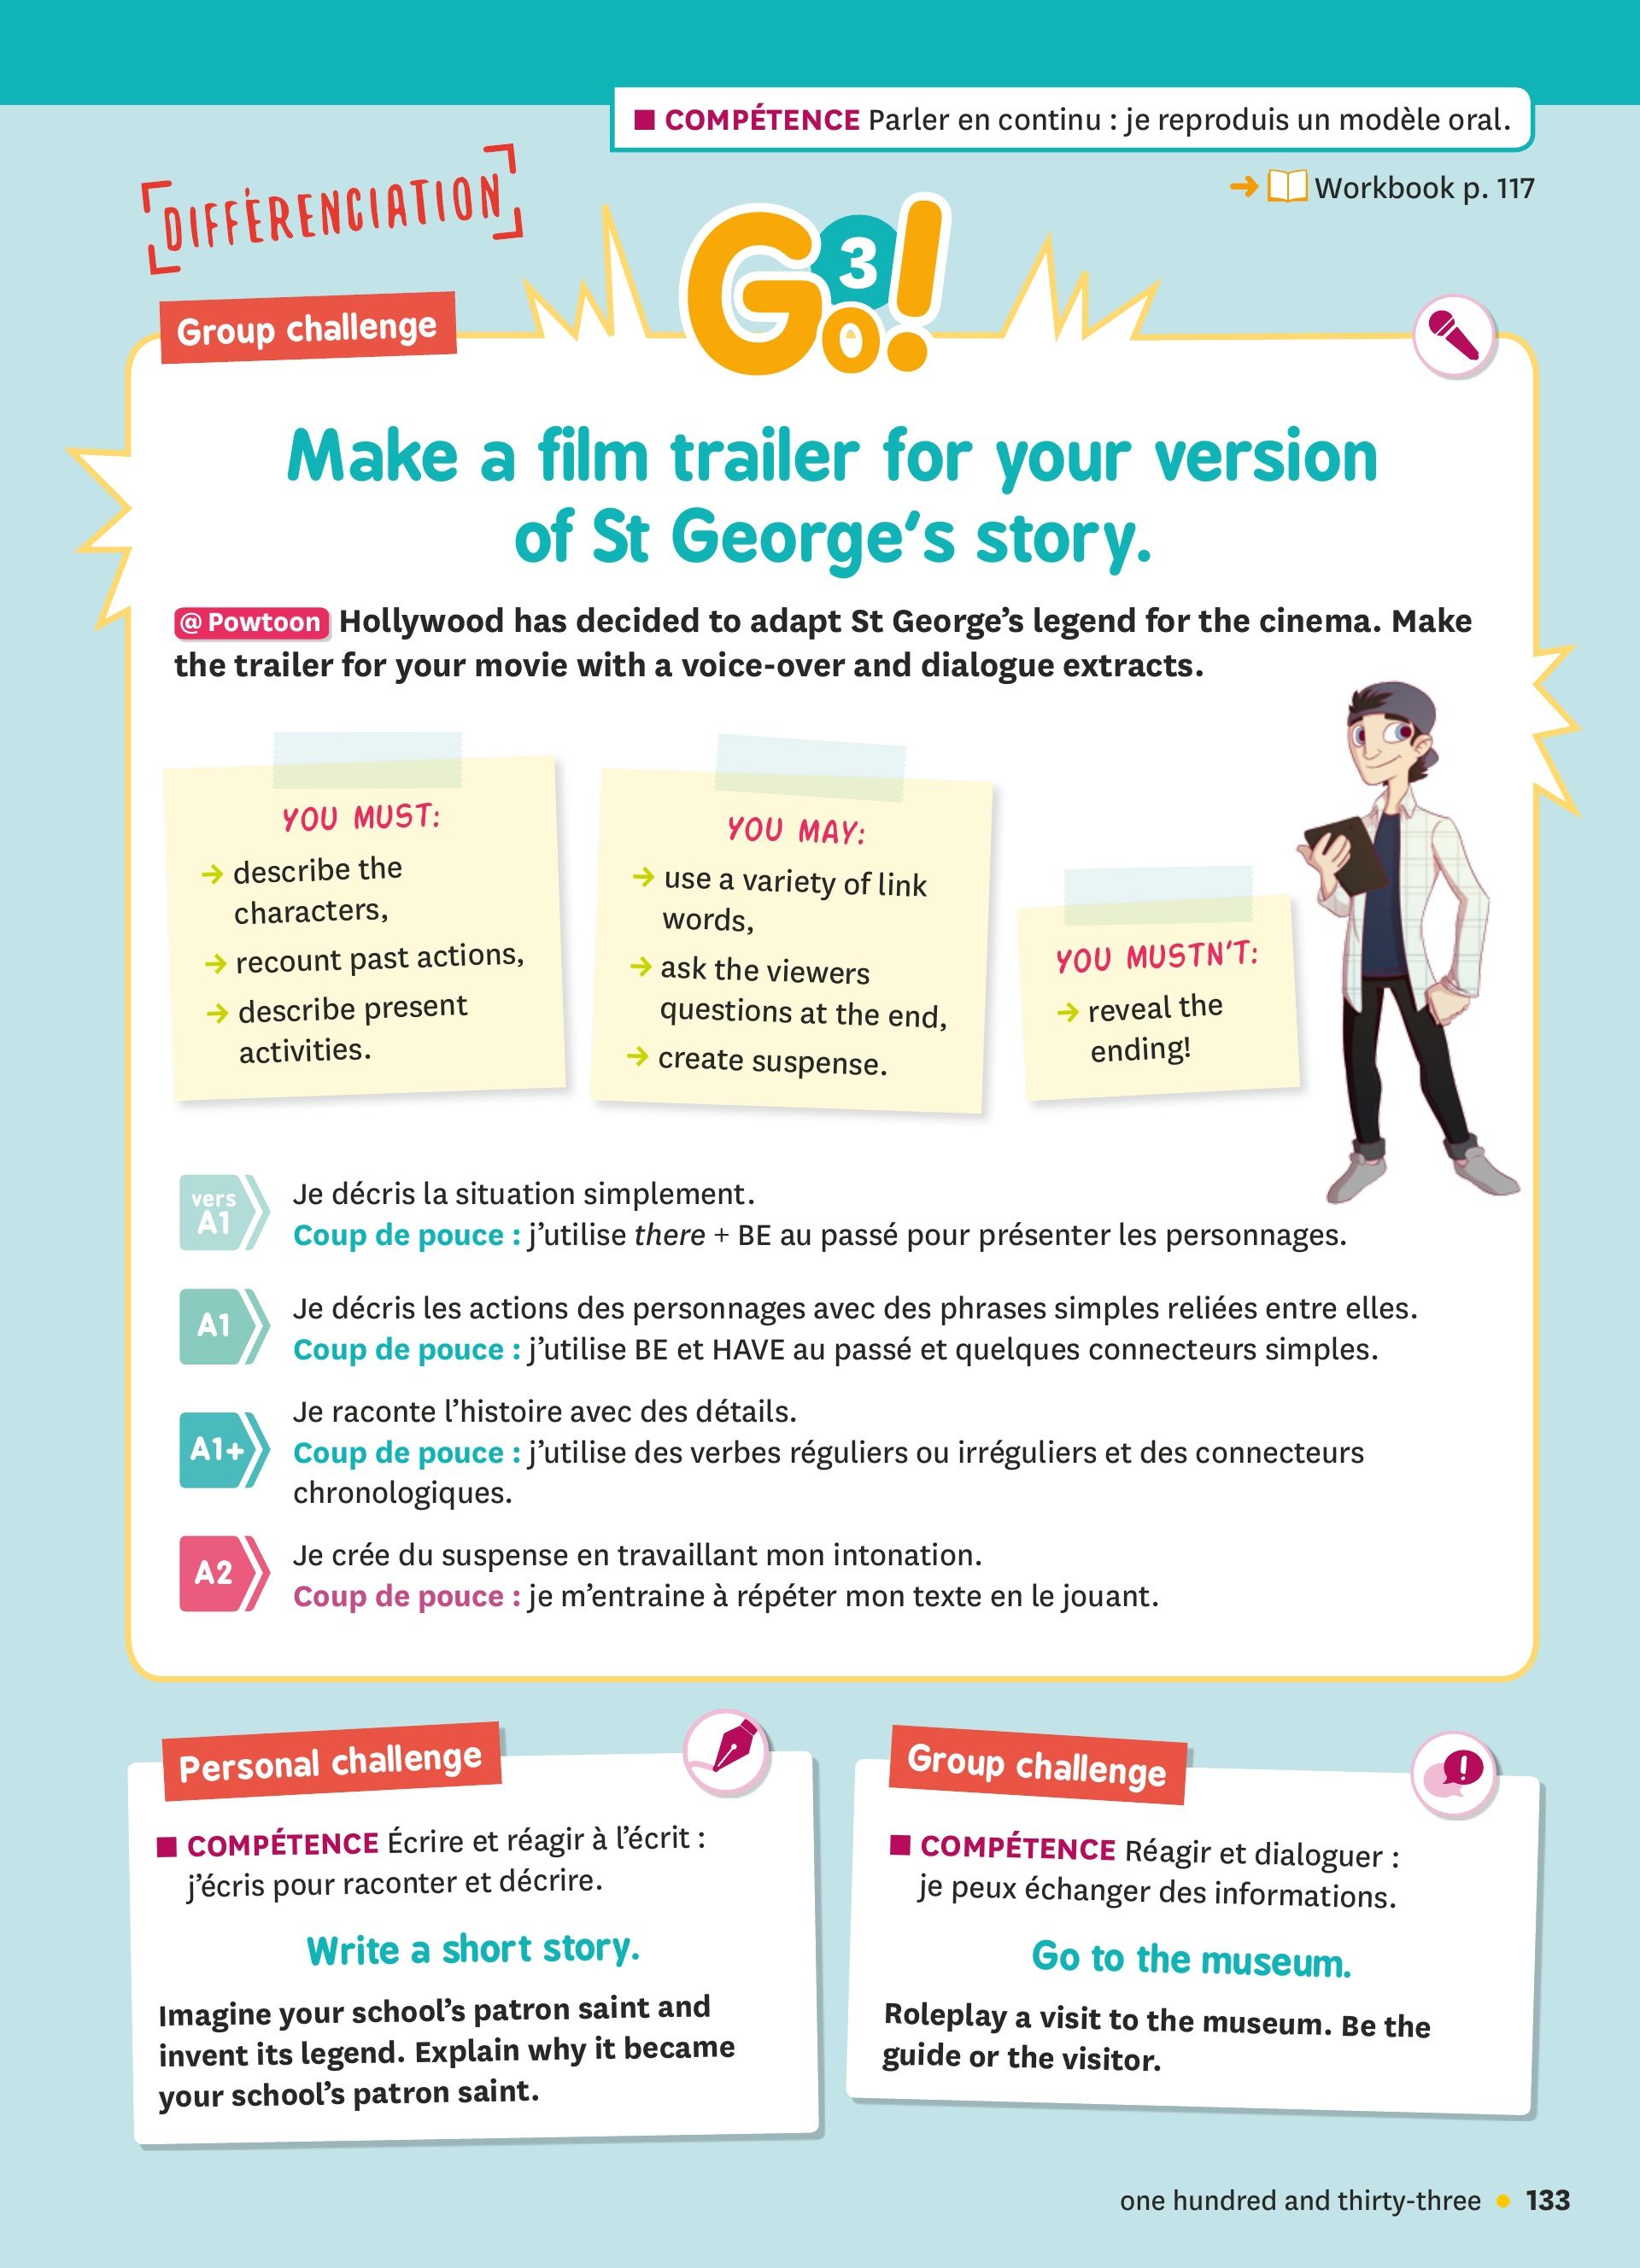 ■ COMPÉTENCE Parler en continu : je reproduis un modèle oral.
➜ Workbook p. 117
DIFFÉRENCIATION
Go! 3
Group challenge
Make a film trailer for your version
of St George's story.
@ Powtoon Hollywood has decided to adapt St George's legend for the cinema. Make
the trailer for your movie with a voice-over and dialogue extracts.
YOU MUST:
→ describe the
characters,
→ recount past actions,
→ describe present
activities.
YOU MAY:
→ use a variety of link
words,
→ ask the viewers
questions at the end,
→ create suspense.
YOU MUSTN'T:
→ reveal the
ending!
vers
A1
Je décris la situation simplement.
Coup de pouce : j'utilise there + BE au passé pour présenter les personnages.
A1
Je décris les actions des personnages avec des phrases simples reliées entre elles.
Coup de pouce : j'utilise BE et HAVE au passé et quelques connecteurs simples.
A1+
Je raconte l'histoire avec des détails.
Coup de pouce : j'utilise des verbes réguliers ou irréguliers et des connecteurs
chronologiques.
A2
Je crée du suspense en travaillant mon intonation.
Coup de pouce : je m'entraine à répéter mon texte en le jouant.
Personal challenge
■ COMPÉTENCE Écrire et réagir à l'écrit :
j'écris pour raconter et décrire.
Write a short story.
Imagine your school's patron saint and
invent its legend. Explain why it became
your school's patron saint.
Group challenge
■ COMPÉTENCE Réagir et dialoguer :
je peux échanger des informations.
Go to the museum.
Roleplay a visit to the museum. Be the
guide or the visitor.
one hundred and thirty-three • 133